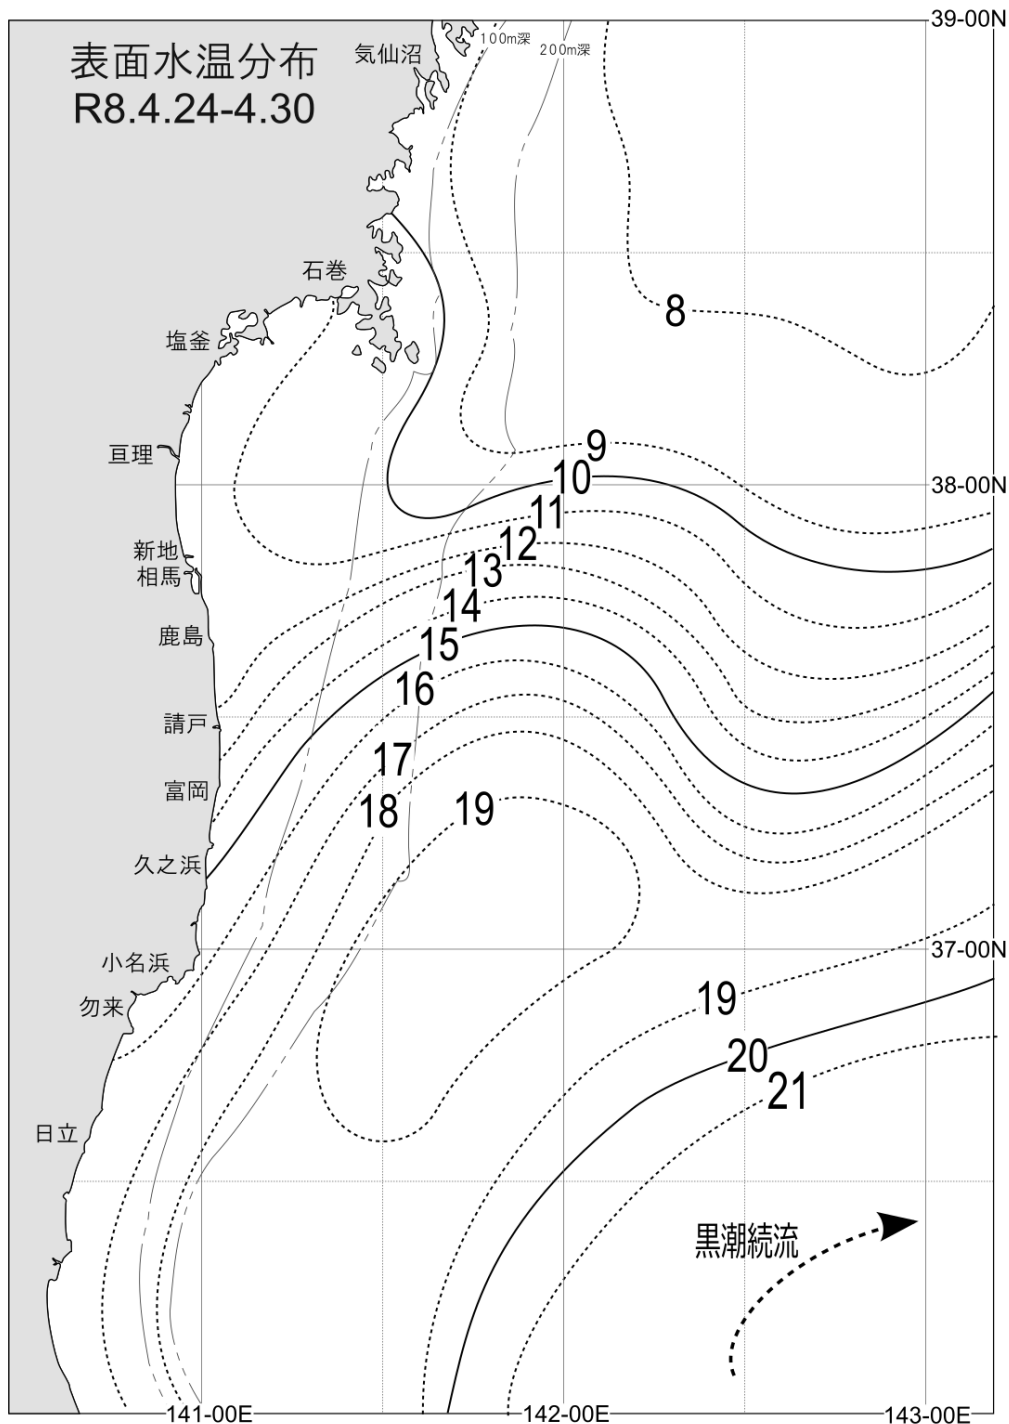 39-00N
表面水温分布
R8.4.24-4.30
気仙沼
100m深
200m深
石巻
8
塩釜
亘理
9
10
38-00N
11
12
新地
13
相馬
14
鹿島
15
16
請戸
17
富岡
18
19
久之浜
37-00N
小名浜
19
勿来
20
21
日立
黒潮続流
141-00E
142-00E
143-00E